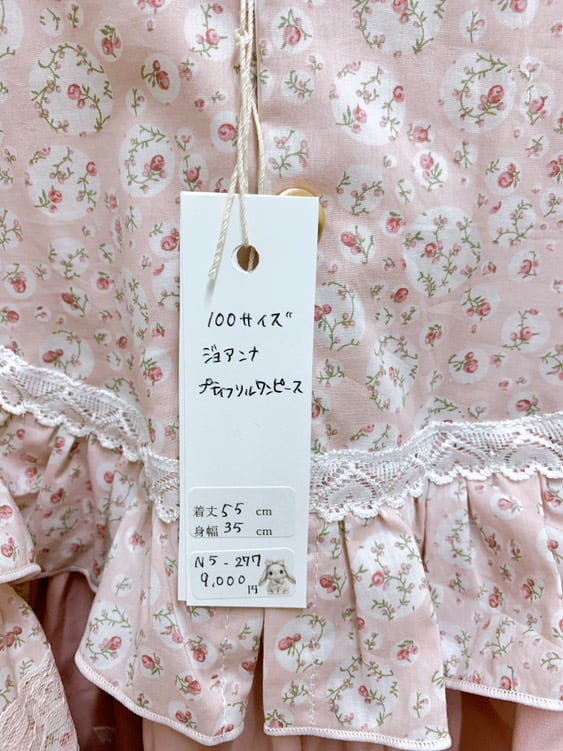 100サイズ
ジョアンナ
プティフリルワンピース
着丈 55 cm
身幅 35 cm
N5-277
9,000円